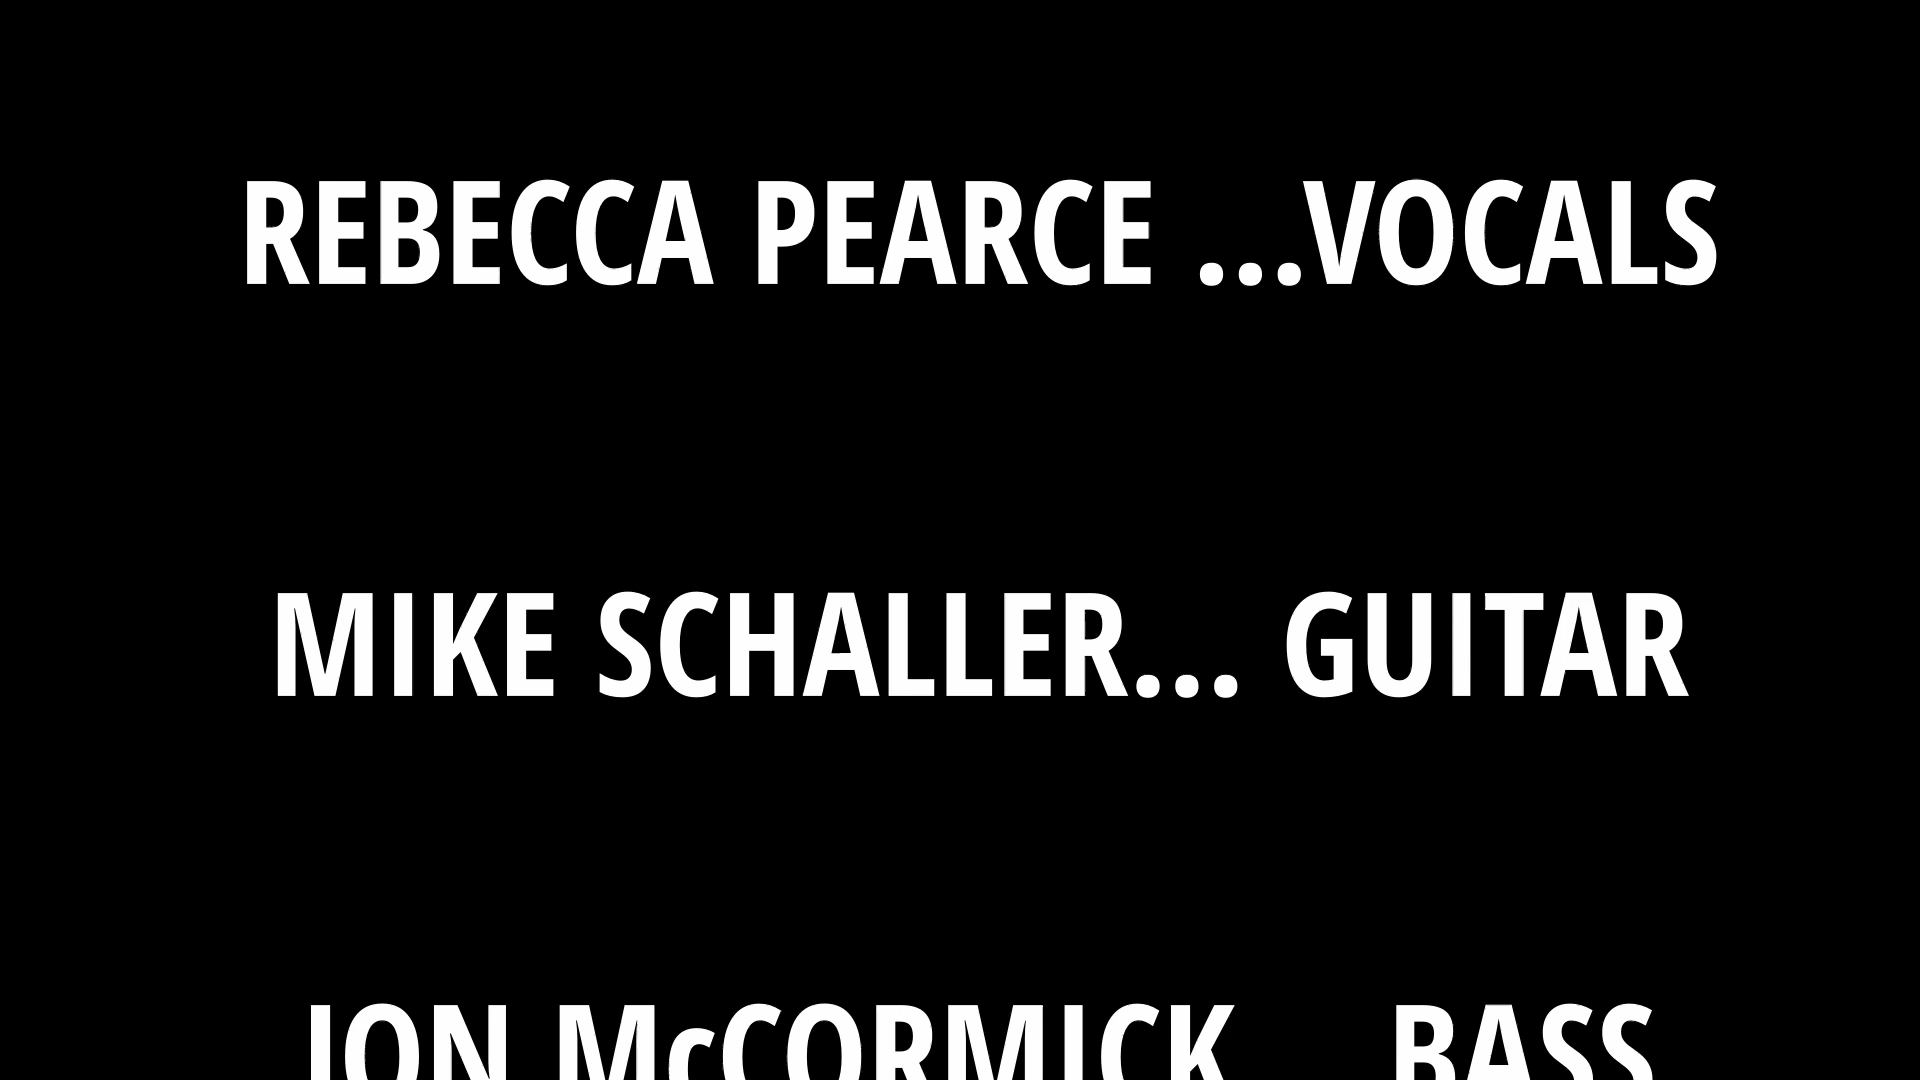 REBECCA PEARCE ...VOCALS
MIKE SCHALLER... GUITAR
JON McCORMICK... BASS